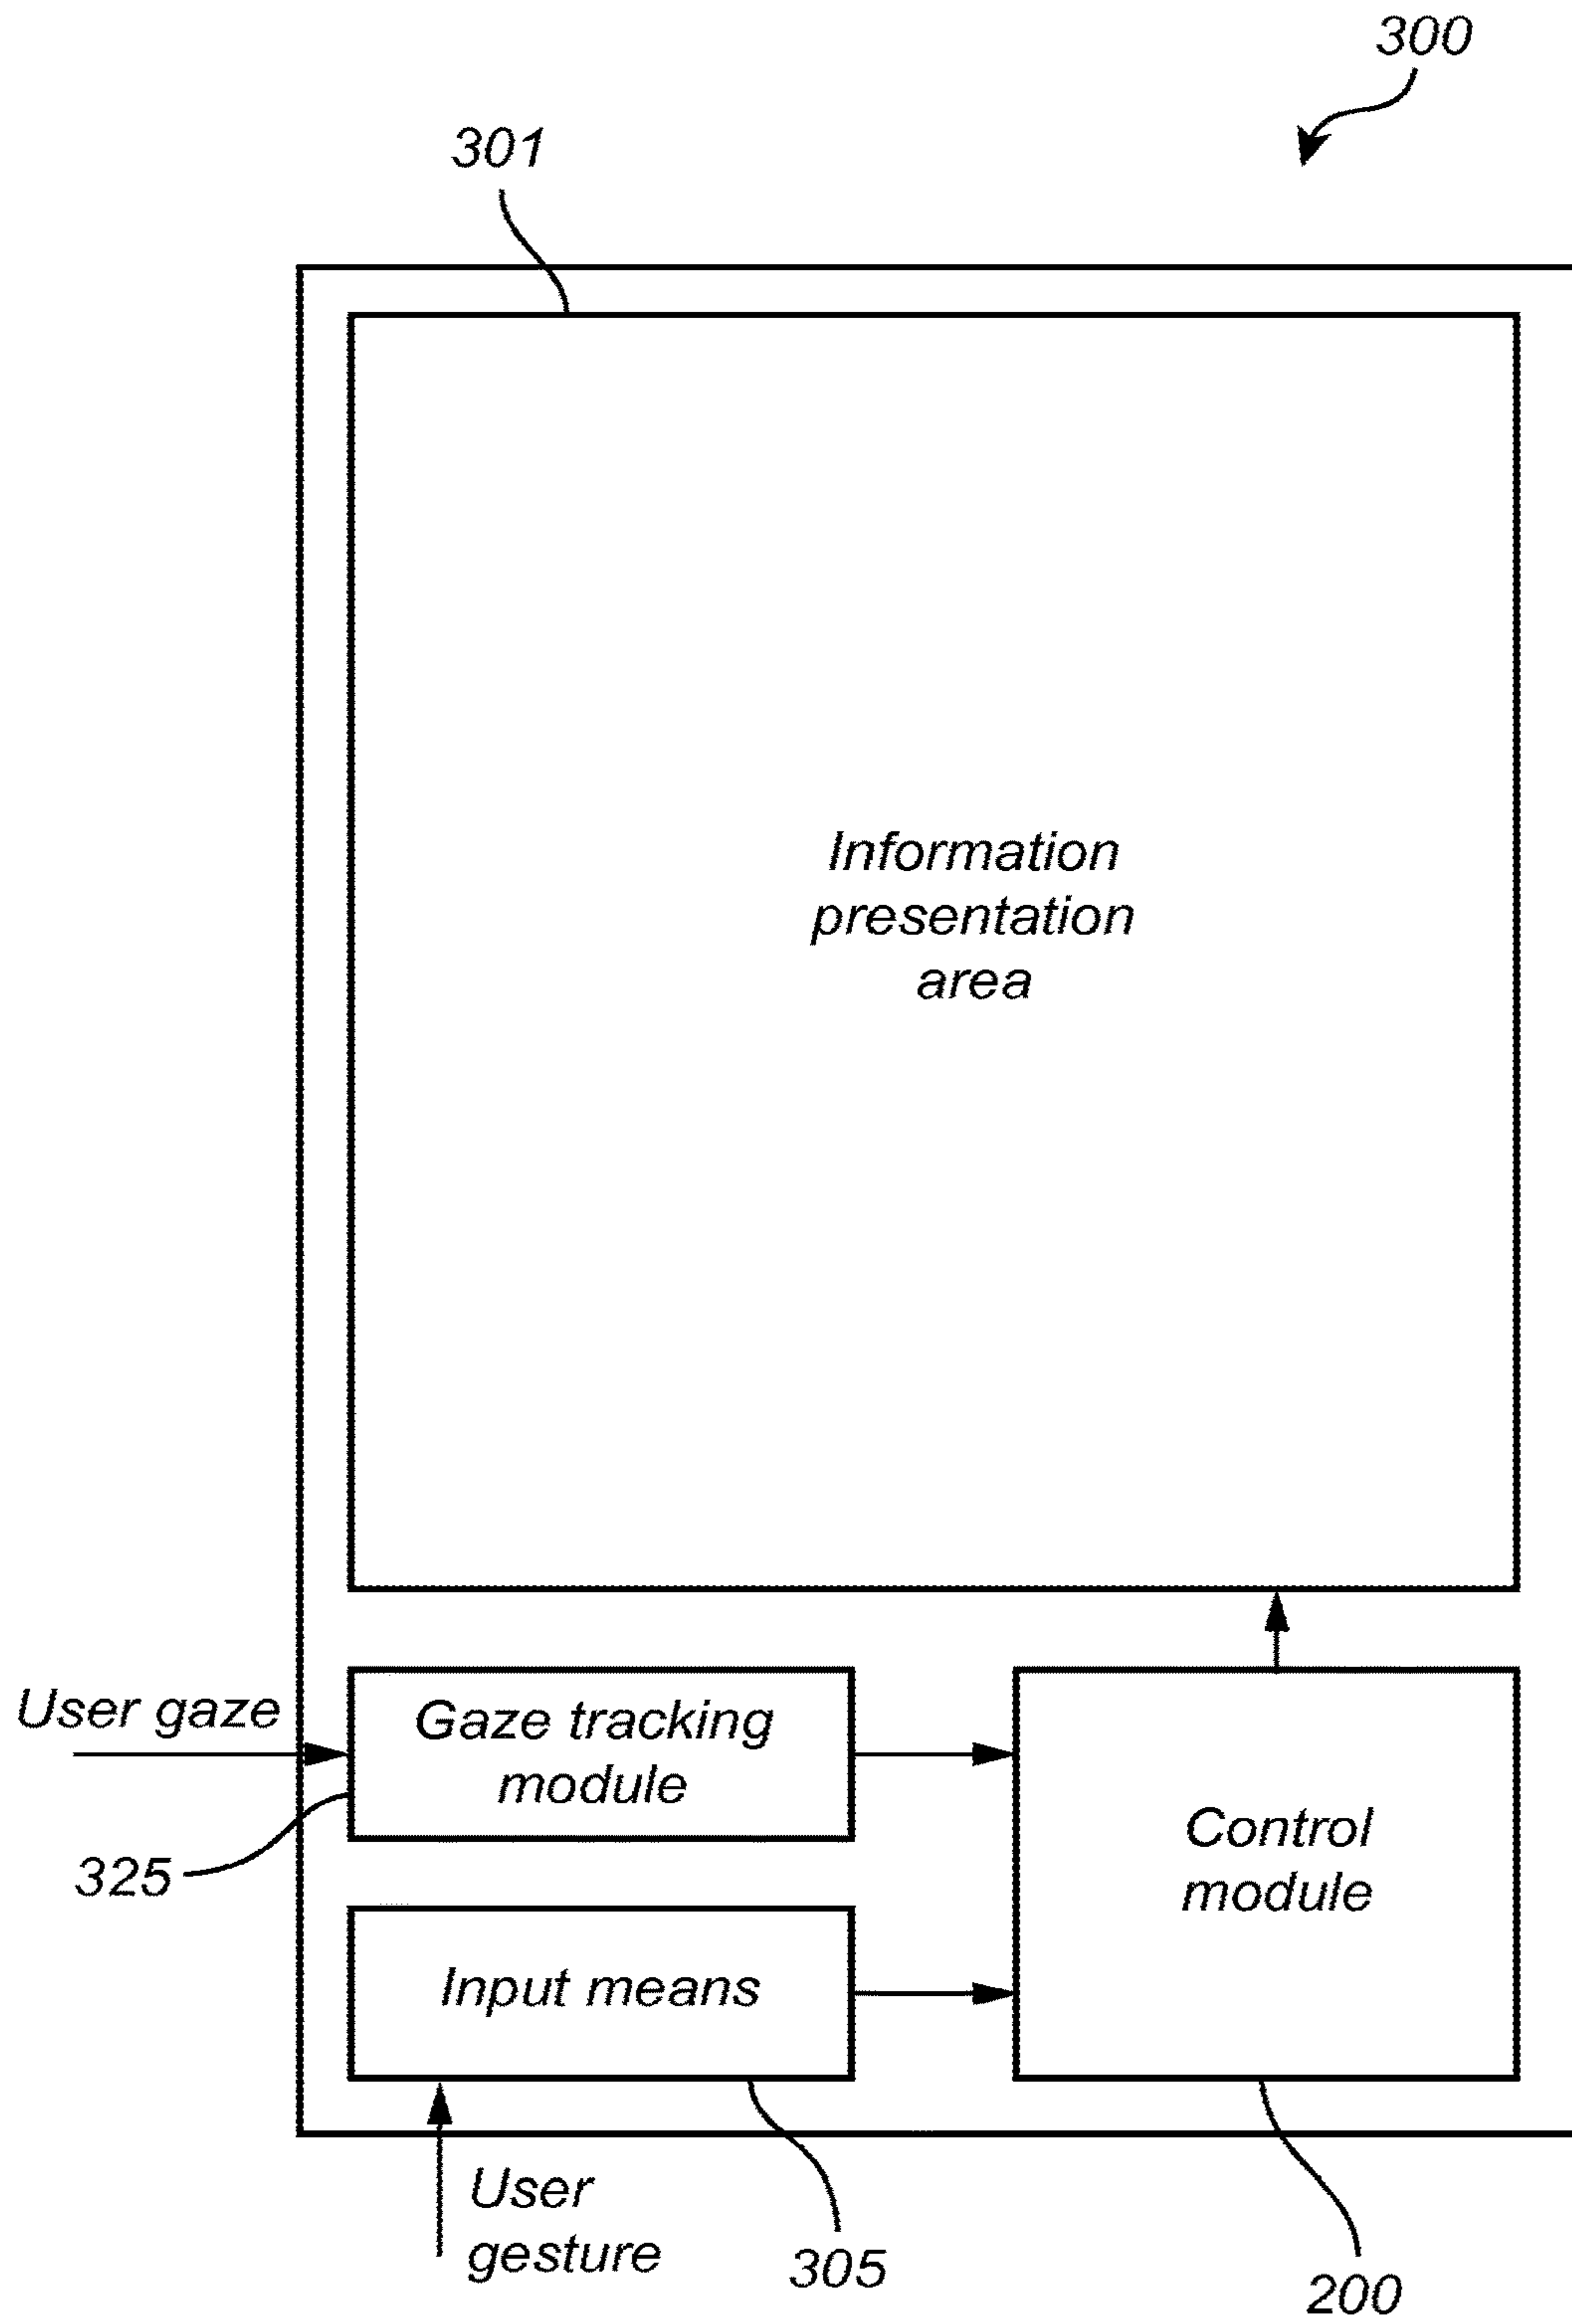 300
301
Information
presentation
area
User gaze
Gaze tracking
module
325
Control
module
Input means
User
gesture
305
200